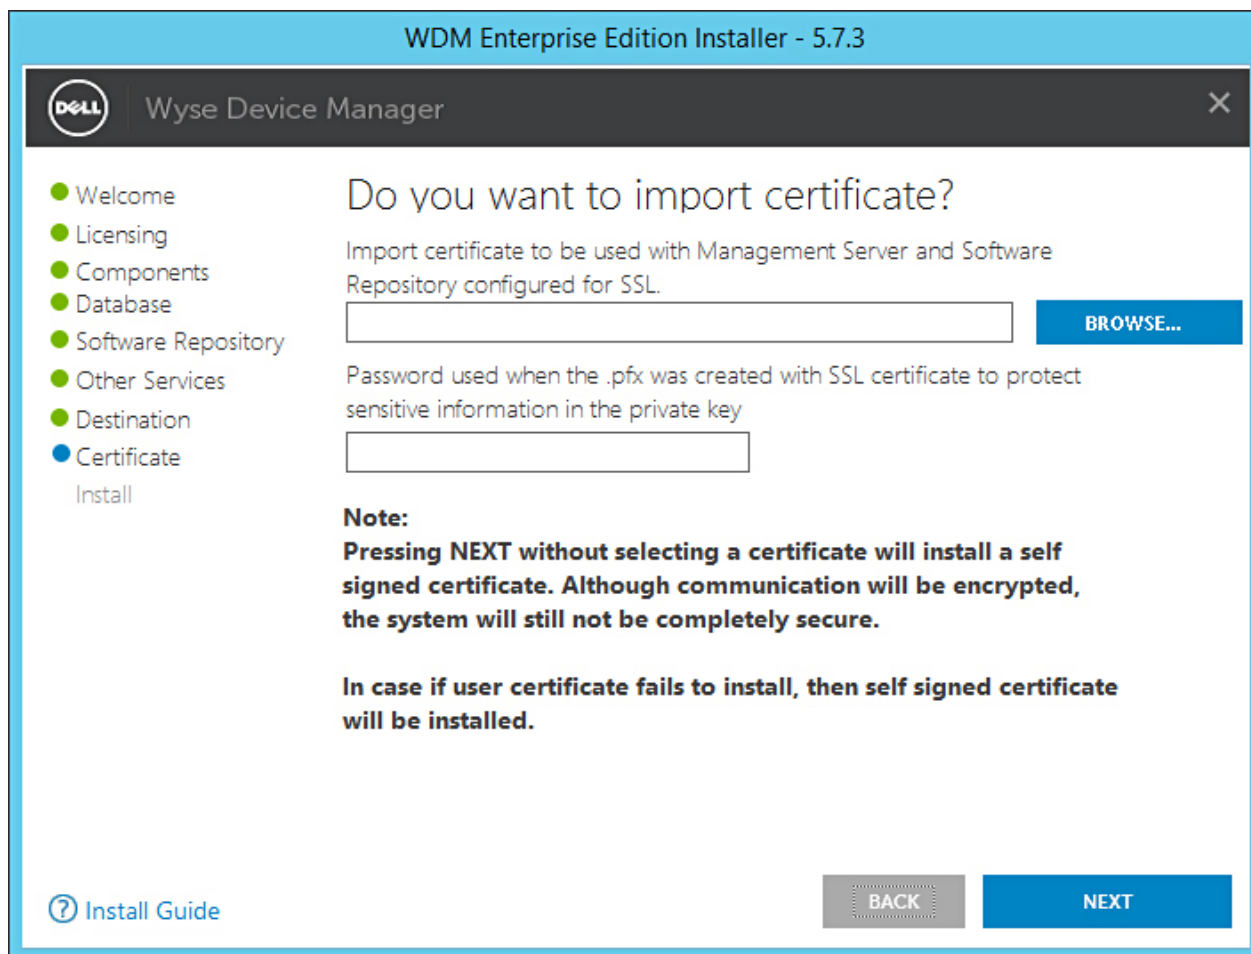 WDM Enterprise Edition Installer - 5.7.3
DELL
Wyse Device Manager
Welcome
Licensing
Components
Database
Software Repository
Other Services
Destination
Certificate
Install
Do you want to import certificate?
Import certificate to be used with Management Server and Software
Repository configured for SSL.
BROWSE...
Password used when the .pfx was created with SSL certificate to protect
sensitive information in the private key
Note:
Pressing NEXT without selecting a certificate will install a self
signed certificate. Although communication will be encrypted,
the system will still not be completely secure.
In case if user certificate fails to install, then self signed certificate
will be installed.
? Install Guide
BACK
NEXT